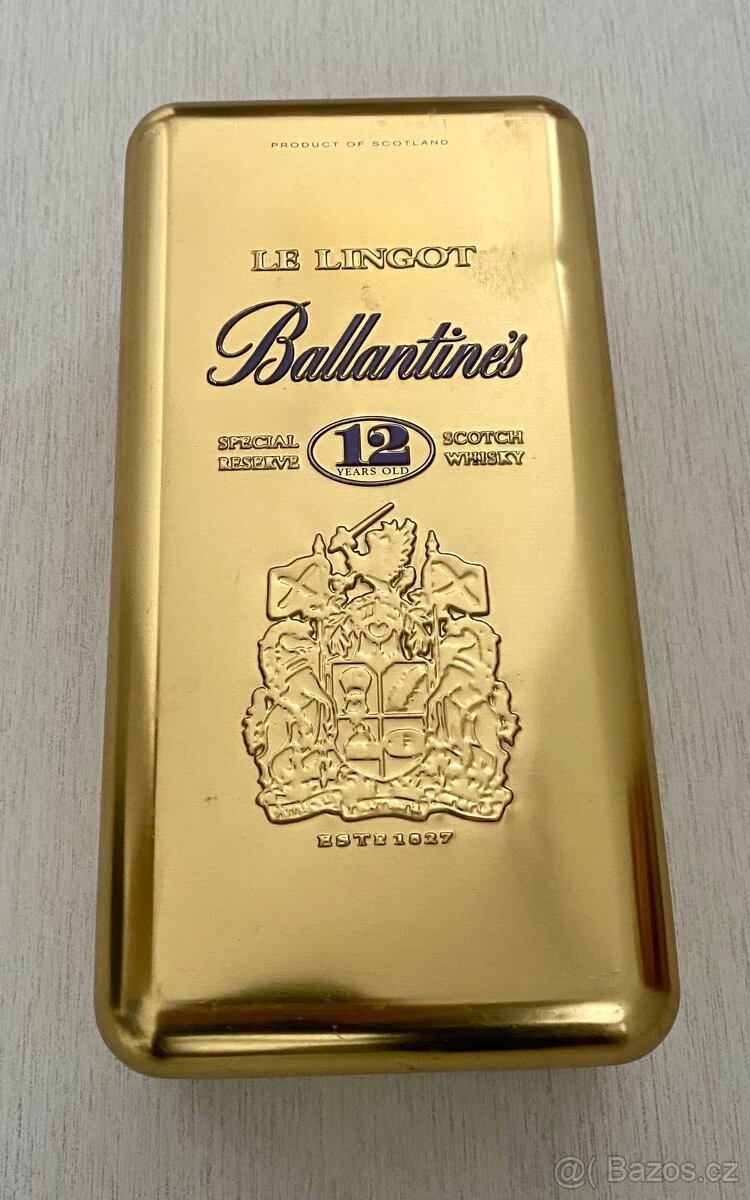 PRODUCT OF SCOTLAND
LE LINGOT
Ballantine's
SPECIAL RESERVE
12
YEARS OLD
SCOTCH WHISKY
ESTD 1827
@( Bazos.cz